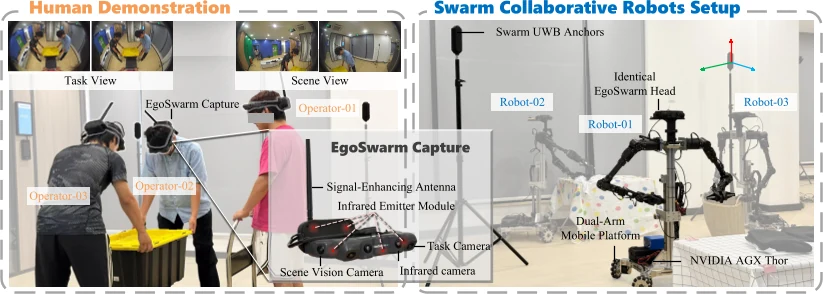 Human Demonstration
Task View
Scene View
EgoSwarm Capture
Operator-01
Operator-02
Operator-03
EgoSwarm Capture
Signal-Enhancing Antenna
Infrared Emitter Module
Task Camera
Scene Vision Camera
Infrared camera
Swarm Collaborative Robots Setup
Swarm UWB Anchors
Identical
EgoSwarm Head
Robot-02
Robot-01
Robot-03
Dual-Arm
Mobile Platform
NVIDIA AGX Thor